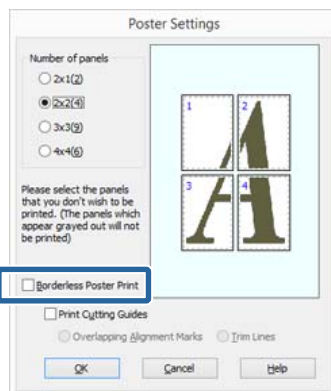 Poster Settings
Number of panels
2x1(2)
2x2(4)
3x3(9)
4x4(6)
1
2
3
4
Please select the panels
that you don't wish to be
printed. (The panels which
appear grayed out will not
be printed)
Borderless Poster Print
Print Cutting Guides
Overlapping Alignment Marks
Trim Lines
OK
Cancel
Help